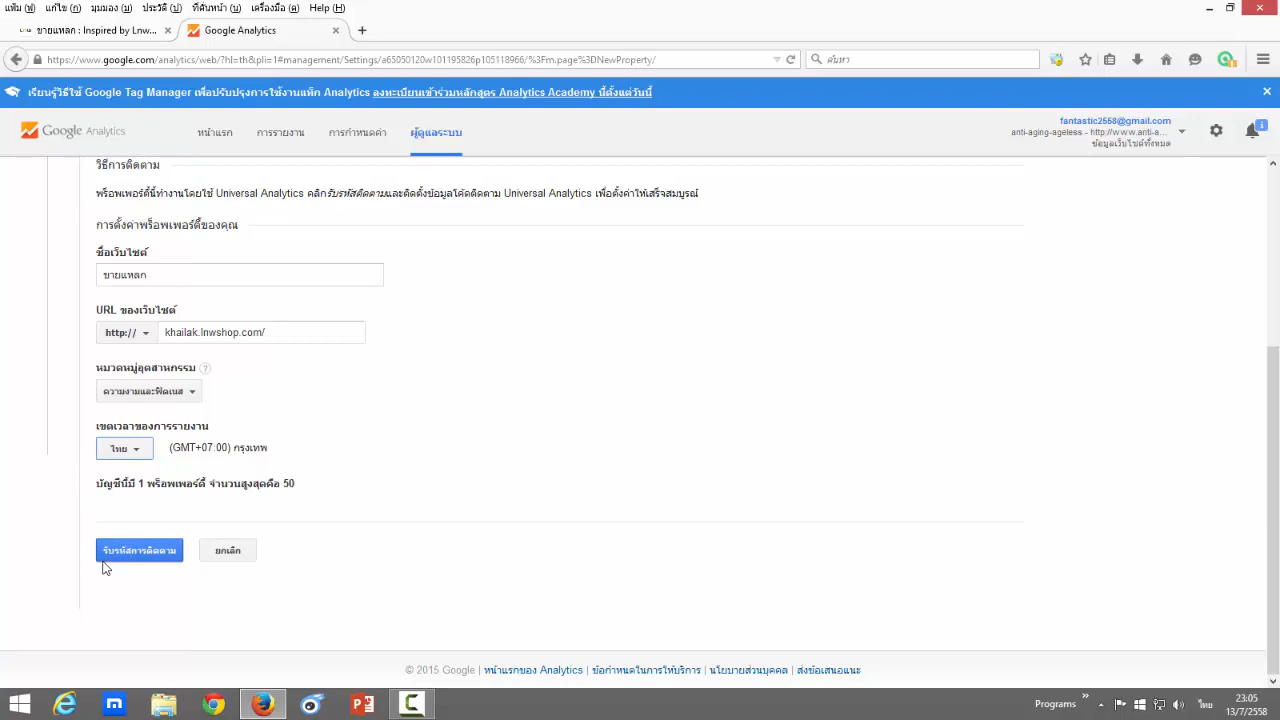 แฟ้ม (ฟ) แก้ไข (ก) มุมมอง (ม) ประวัติ (ป) ที่คั่นหน้า (บ) เครื่องมือ (ค) Help (H)
ขายแหลก : Inspired by Lnw... Google Analytics
https://www.google.com/analytics/web/?hl=th&pli=1#management/Settings/a65050120w101195826p105118966/%3Fm.page%3DNewProperty/ ค้นหา
เรียนรู้วิธีใช้ Google Tag Manager เพื่อปรับปรุงการใช้งานแท็ก Analytics ลงทะเบียนเข้าร่วมหลักสูตร Analytics Academy นี้ตั้งแต่วันนี้
Google Analytics หน้าแรก การรายงาน การกำหนดค่า ผู้ดูแลระบบ
fantastic2558@gmail.com
anti-aging-ageless - http://www.anti-a...
ข้อมูลเว็บไซต์ทั้งหมด
วิธีการติดตาม
พร็อพเพอร์ตี้นี้ทำงานโดยใช้ Universal Analytics คลิกรับรหัสติดตามและติดตั้งข้อมูลโค้ดติดตาม Universal Analytics เพื่อตั้งค่าให้เสร็จสมบูรณ์
การตั้งค่าพร็อพเพอร์ตี้ของคุณ
ชื่อเว็บไซต์
ขายแหลก
URL ของเว็บไซต์
http:// khailak.lnwshop.com/
หมวดหมู่อุตสาหกรรม ?
ความงามและฟิตเนส
เขตเวลาของการรายงาน
ไทย (GMT+07:00) กรุงเทพ
บัญชีนี้มี 1 พร็อพเพอร์ตี้ จำนวนสูงสุดคือ 50
รับรหัสการติดตาม ยกเลิก
© 2015 Google | หน้าแรกของ Analytics | ข้อกำหนดในการให้บริการ | นโยบายส่วนบุคคล | ส่งข้อเสนอแนะ
Programs ไทย 23:05
13/7/2558